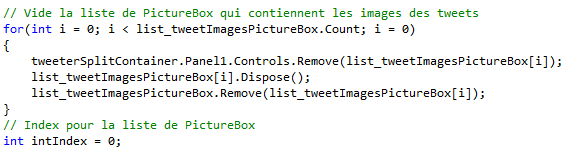 // Vide la liste de PictureBox qui contiennent les images des tweets
for(int i = 0; i < list_tweetImagesPictureBox.Count; i = 0)
{
    tweeterSplitContainer.Panel1.Controls.Remove(list_tweetImagesPictureBox[i]);
    list_tweetImagesPictureBox[i].Dispose();
    list_tweetImagesPictureBox.Remove(list_tweetImagesPictureBox[i]);
}
// Index pour la liste de PictureBox
int intIndex = 0;